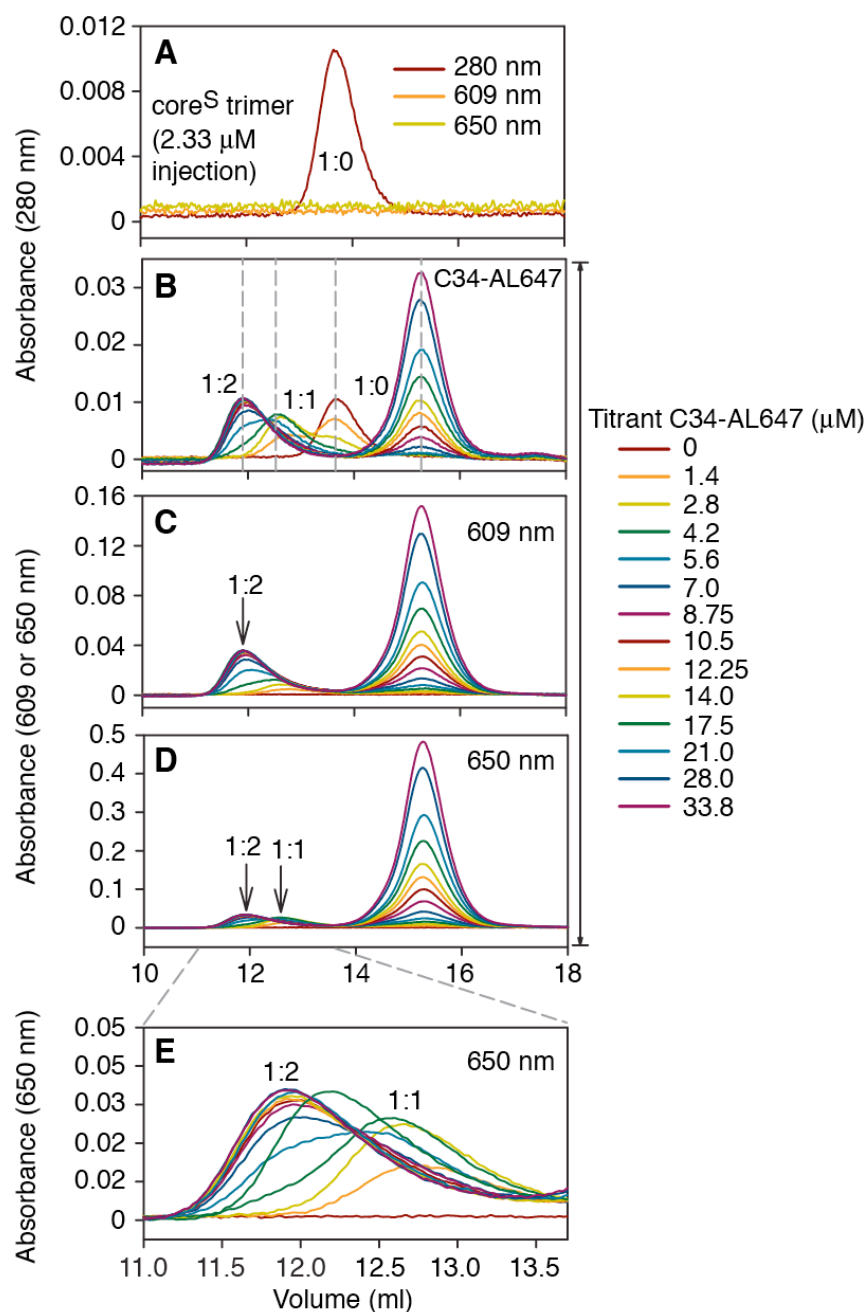 A
coreS trimer
(2.33 μM
injection)
1:0
280 nm
609 nm
650 nm
0.012
0.008
0.004
0
Absorbance (280 nm)
B
C34-AL647
1:2
1:1
1:0
0.03
0.02
0.01
0
C
609 nm
1:2
0.16
0.12
0.08
0.04
0
Absorbance (609 or 650 nm)
D
650 nm
1:2
1:1
0.5
0.4
0.3
0.2
0.1
0
10
12
14
16
18
Titrant C34-AL647 (μM)
0
1.4
2.8
4.2
5.6
7.0
8.75
10.5
12.25
14.0
17.5
21.0
28.0
33.8
E
650 nm
1:2
1:1
0.05
0.05
0.03
0.02
0.02
0
Absorbance (650 nm)
11.0
11.5
12.0
12.5
13.0
13.5
Volume (ml)